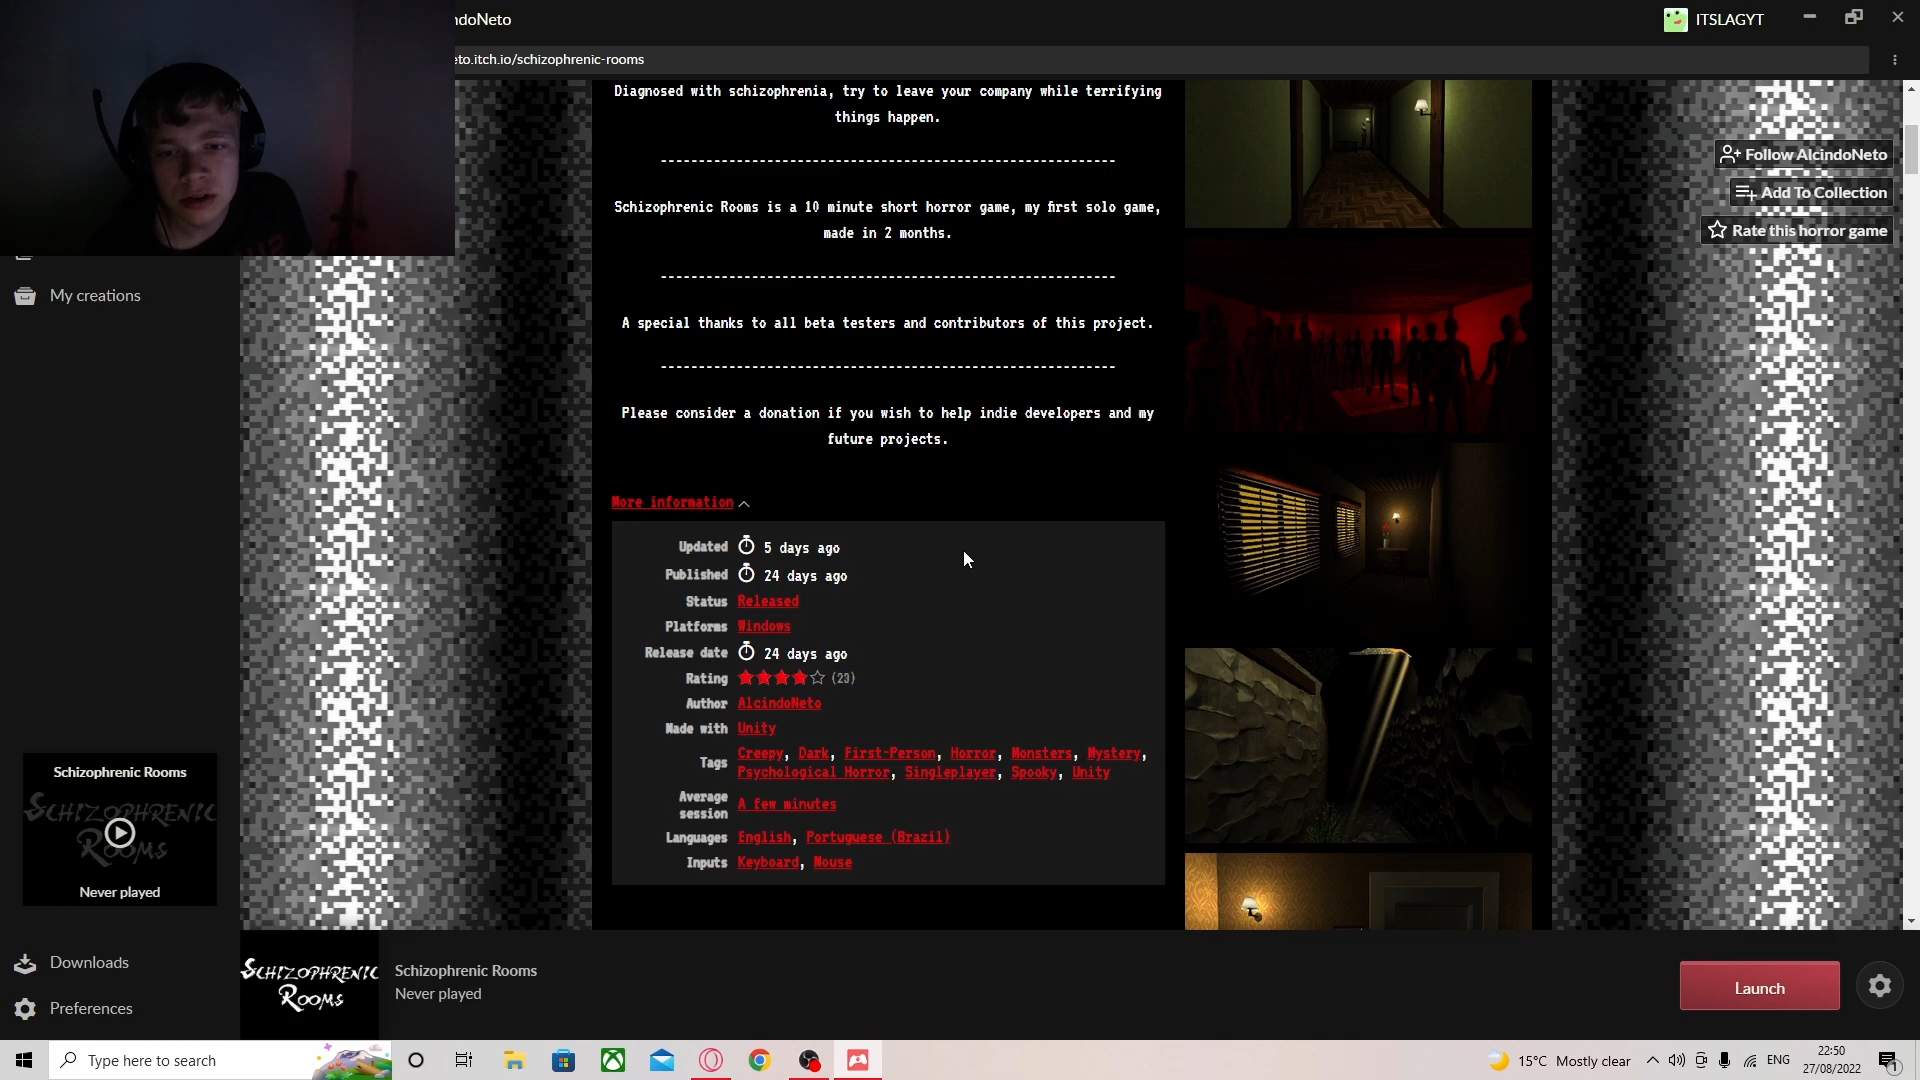 ndoNeto
ITSLAGYT
eto.itch.io/schizophrenic-rooms
Diagnosed with schizophrenia, try to leave your company while terrifying
things happen.
------------------------------------------------------------
Schizophrenic Rooms is a 10 minute short horror game, my first solo game,
made in 2 months.
------------------------------------------------------------
A special thanks to all beta testers and contributors of this project.
------------------------------------------------------------
Please consider a donation if you wish to help indie developers and my
future projects.
Follow AlcindoNeto
Add To Collection
Rate this horror game
My creations
More information
Updated 5 days ago
Published 24 days ago
Status Released
Platforms Windows
Release date 24 days ago
Rating (23)
Author AlcindoNeto
Made with Unity
Tags Creepy, Dark, First-Person, Horror, Monsters, Mystery,
Psychological Horror, Singleplayer, Spooky, Unity
Average
session A few minutes
Languages English, Portuguese (Brazil)
Inputs Keyboard, Mouse
Schizophrenic Rooms
SCHIZOPHRENIC
ROOMS
Never played
Downloads
Preferences
SCHIZOPHRENIC
ROOMS
Schizophrenic Rooms
Never played
Launch
Type here to search
15°C Mostly clear
ENG
22:50
27/08/2022
1